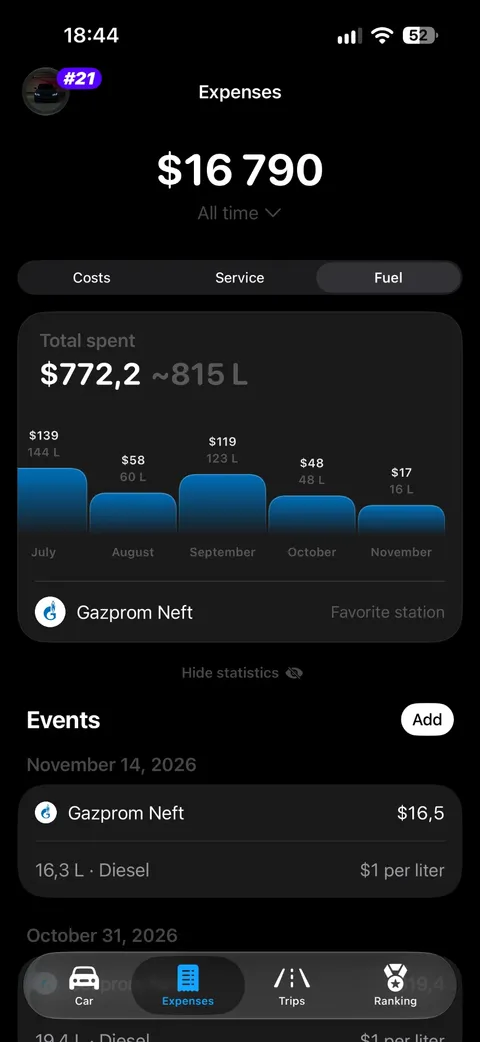 18:44
52
#21
Expenses
$16 790
All time
Costs Service Fuel
Total spent
$772,2 ~815 L
$139
144 L
$58
60 L
$119
123 L
$48
48 L
$17
16 L
July August September October November
Gazprom Neft Favorite station
Hide statistics
Events Add
November 14, 2026
Gazprom Neft $16,5
16,3 L · Diesel $1 per liter
October 31, 2026
Car Expenses Trips Ranking
19,4 L · Diesel $1 per liter